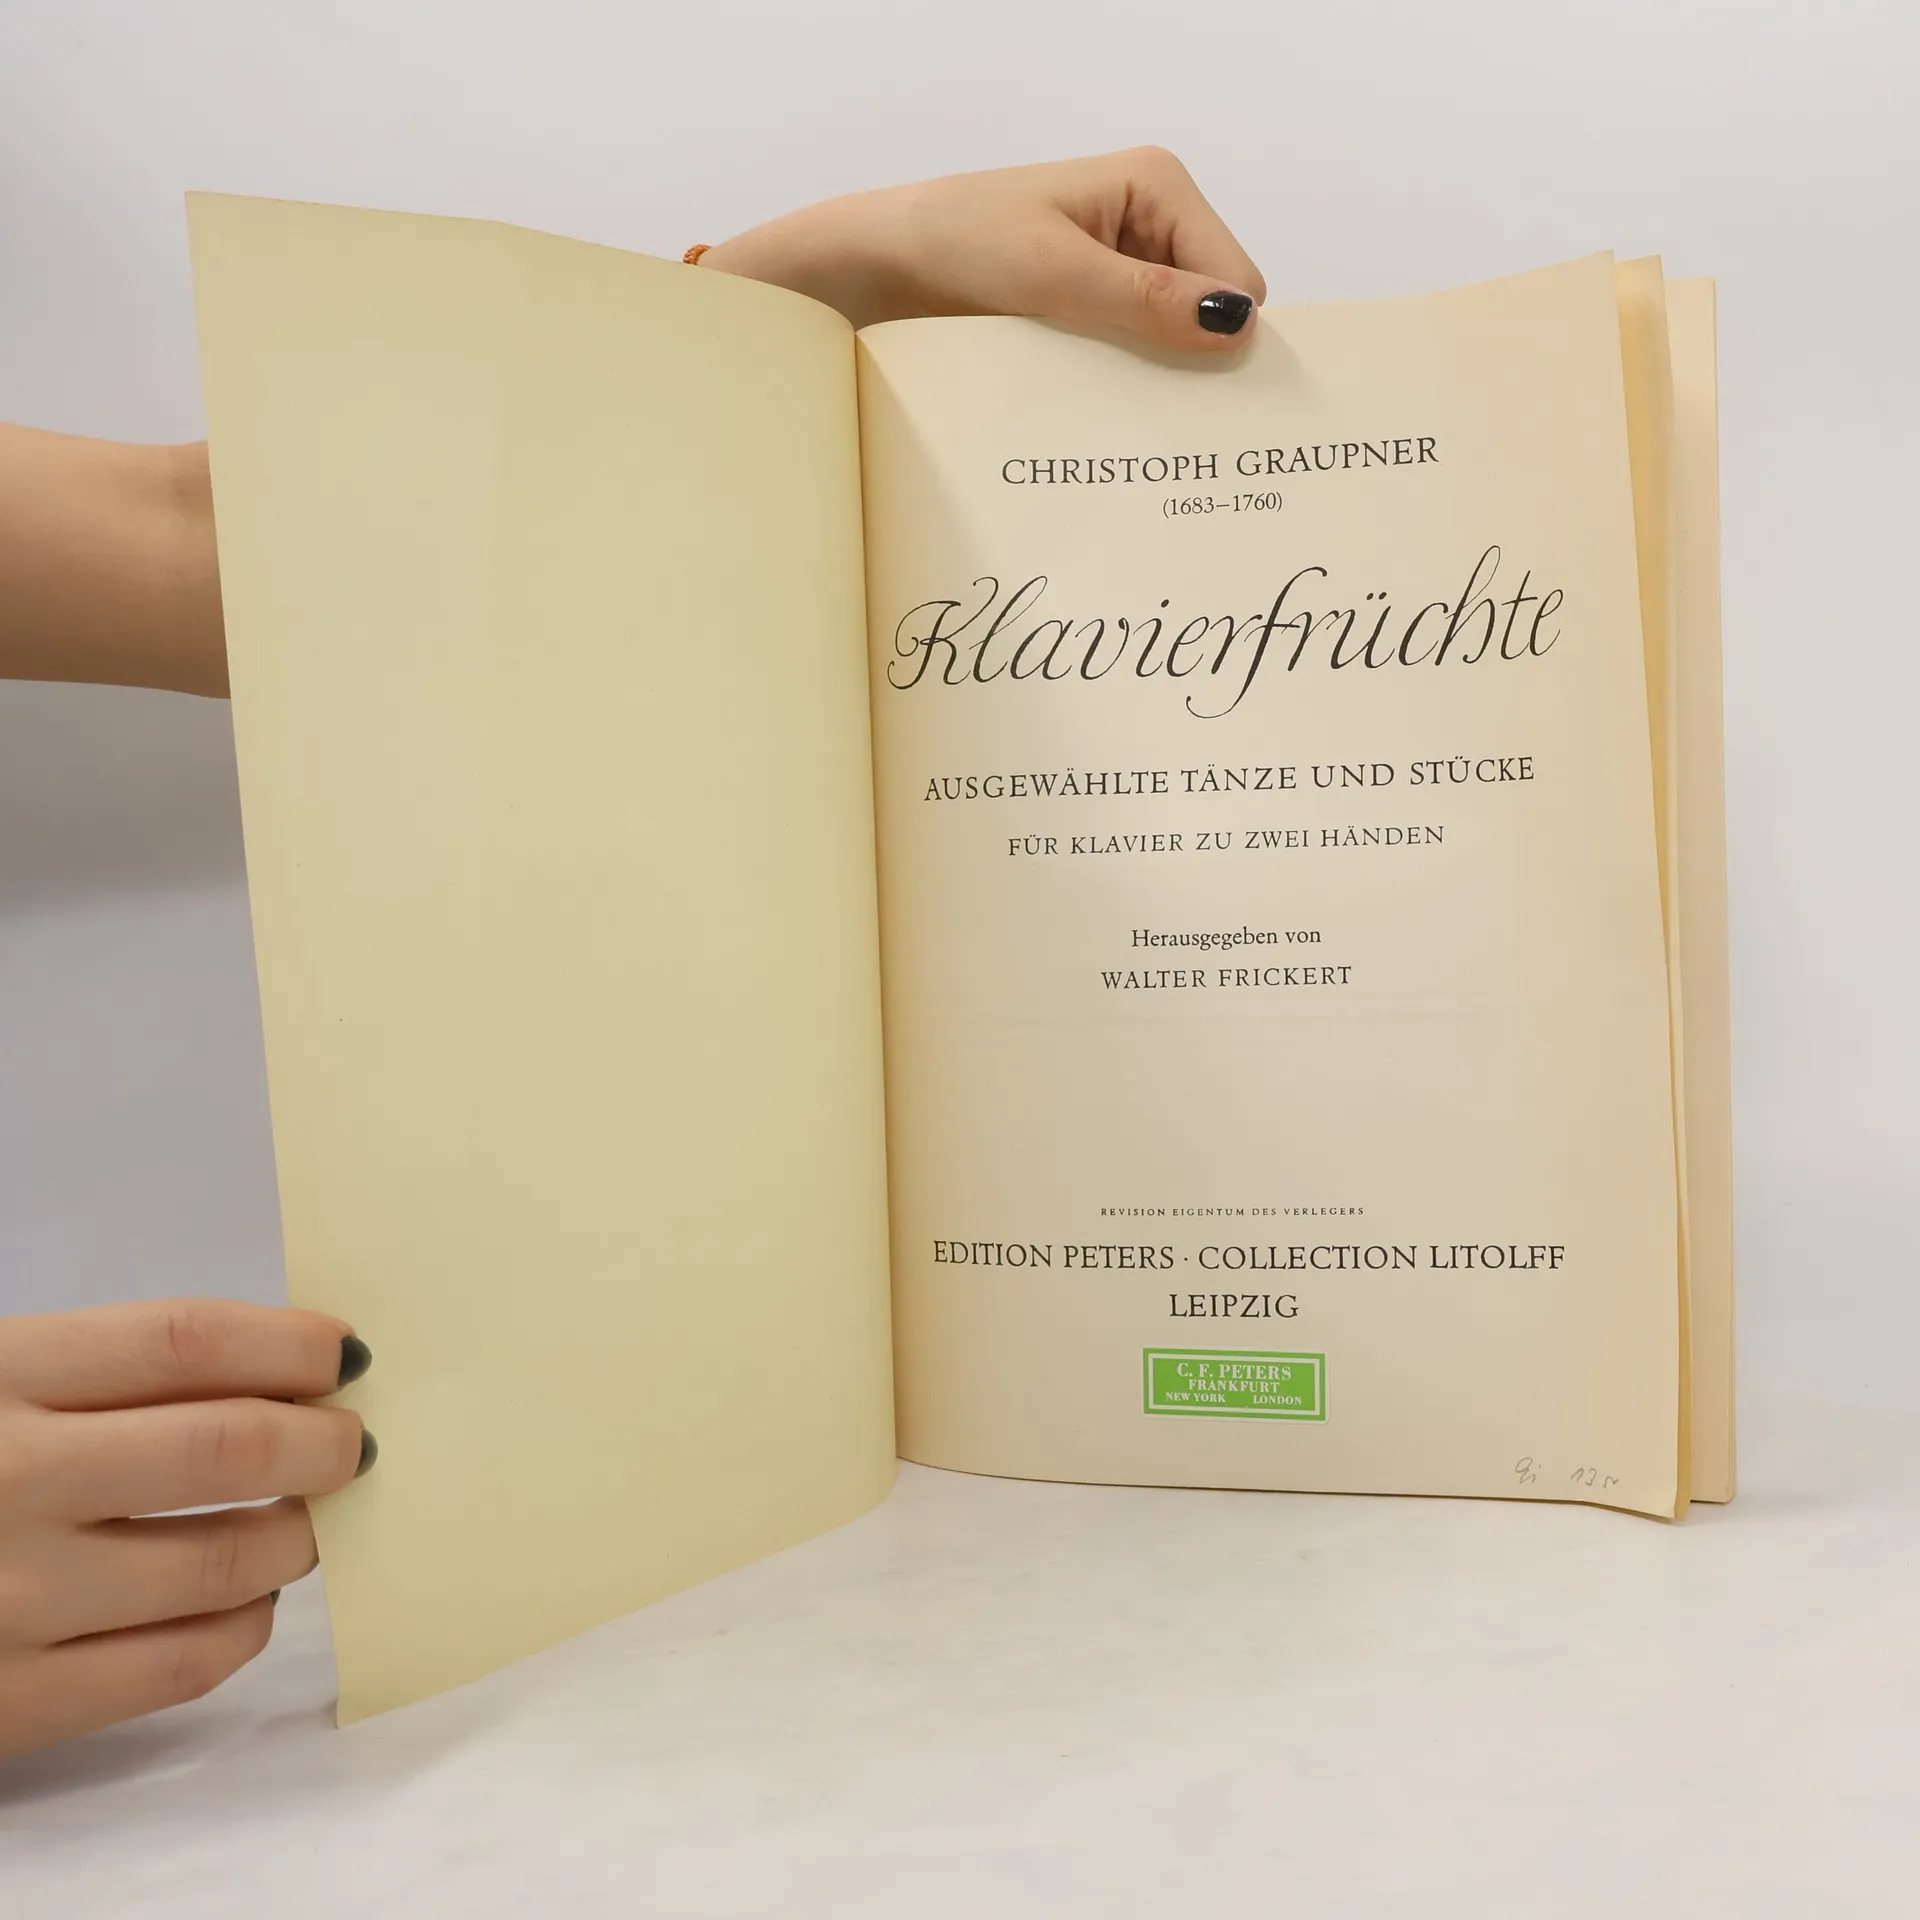 CHRISTOPH GRAUPNER
(1683–1760)
Klavierfrüchte
AUSGEWÄHLTE TÄNZE UND STÜCKE
FÜR KLAVIER ZU ZWEI HÄNDEN
Herausgegeben von
WALTER FRICKERT
REVISION EIGENTUM DES VERLEGERS
EDITION PETERS · COLLECTION LITOLFF
LEIPZIG
C. F. PETERS
FRANKFURT
NEW YORK LONDON
13